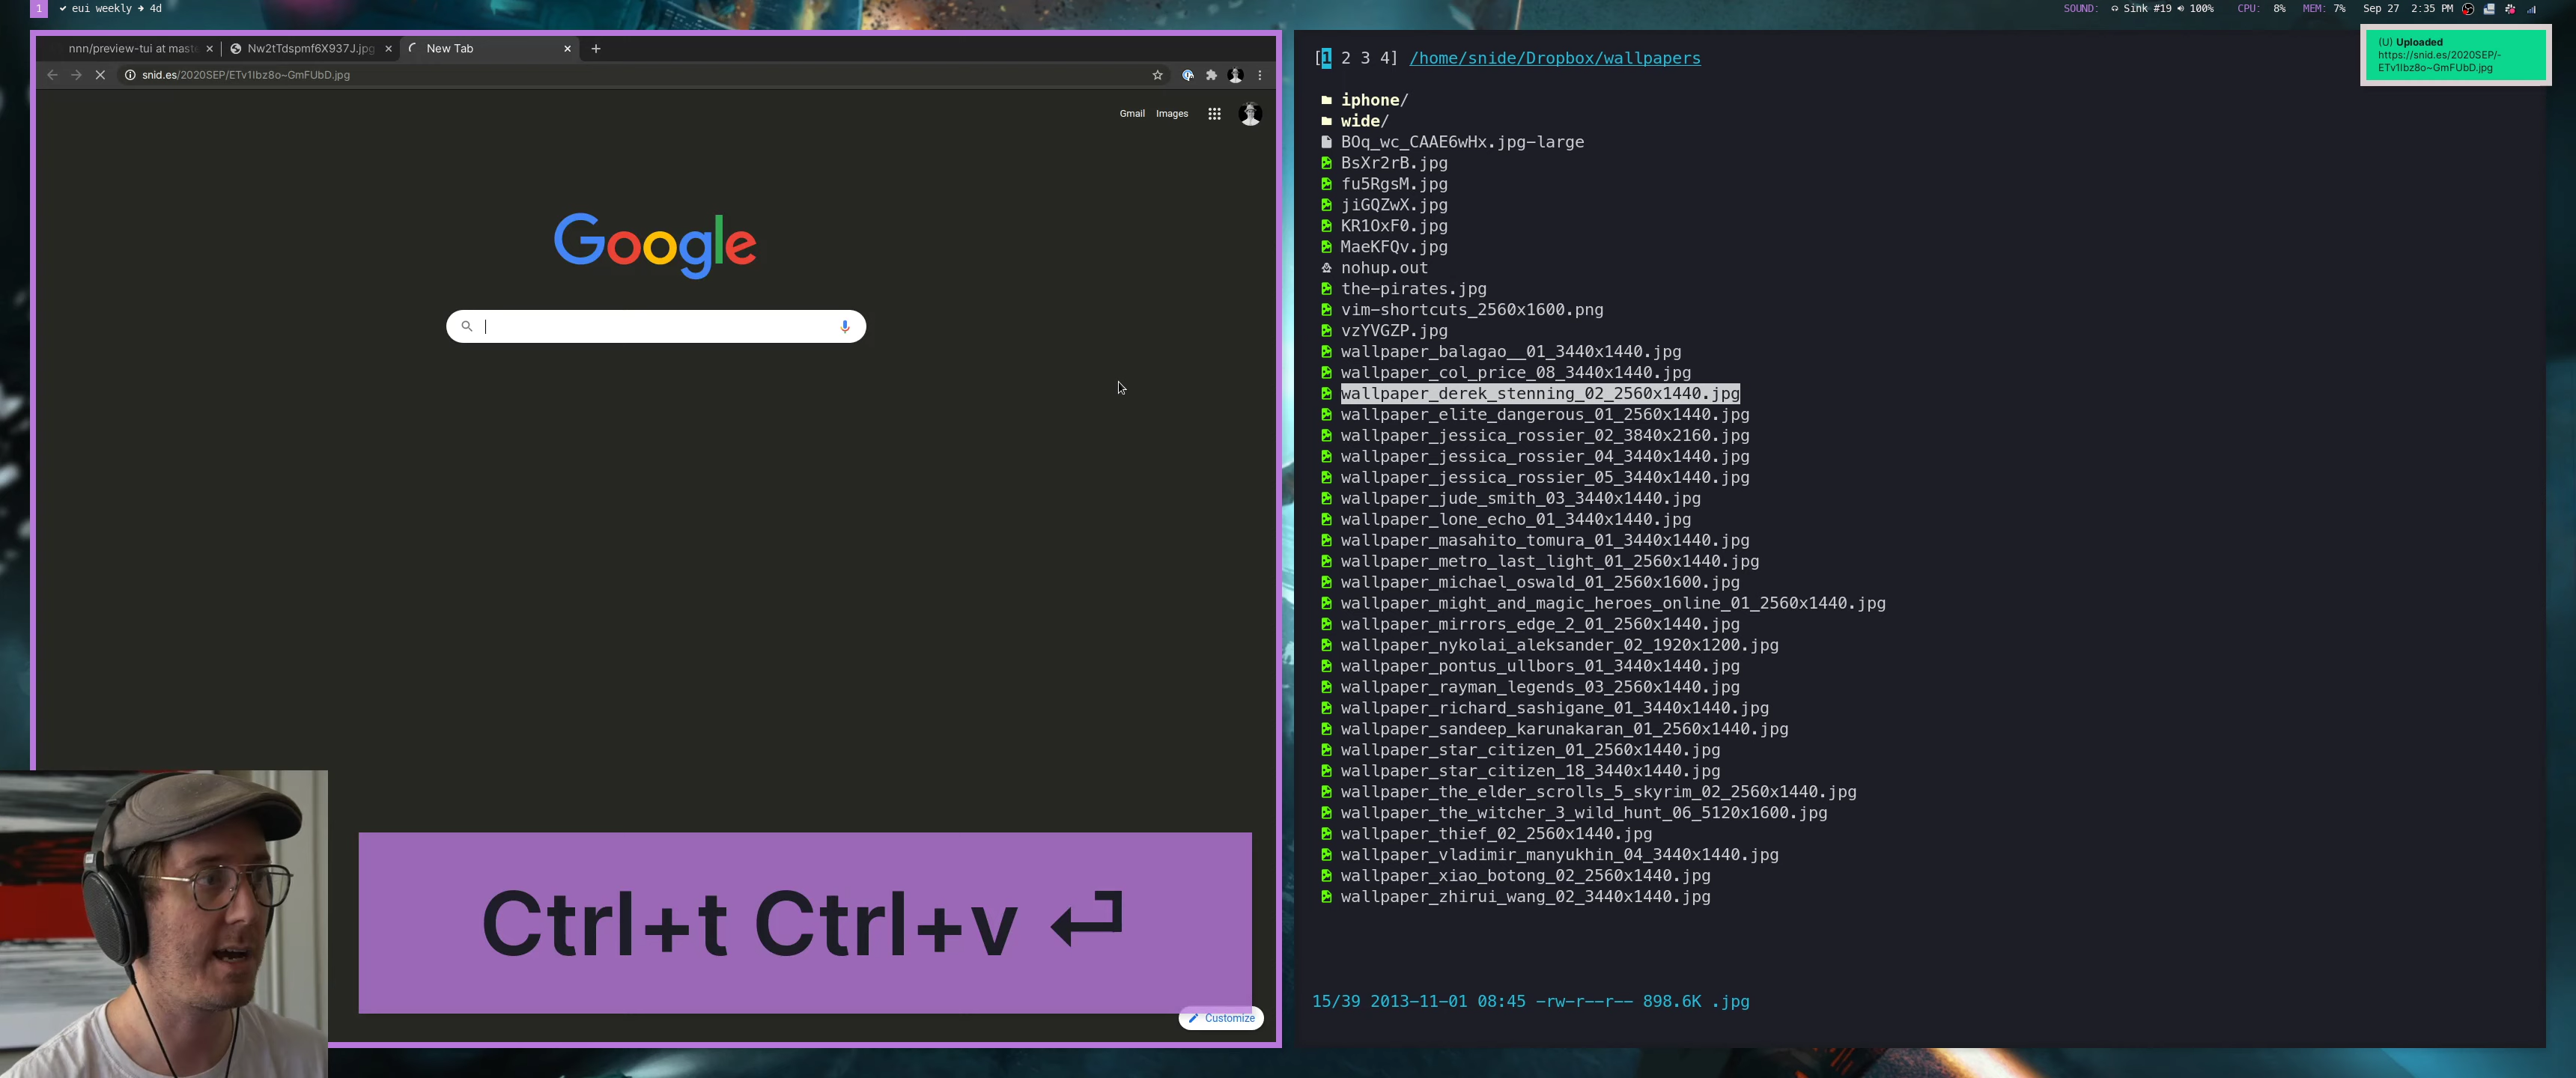 1 ✔ eui weekly → 4d
SOUND: Sink #19 100% CPU: 8% MEM: 7% Sep 27 2:35 PM
nnn/preview-tui at mast
Nw2tTdspmf6X937J.jpg
New Tab
snid.es/2020SEP/ETv1Ibz8o~GmFUbD.jpg
Gmail Images
Google
Customize
Ctrl+t Ctrl+v ⏎
(U) Uploaded
https://snid.es/2020SEP/-
ETv1Ibz8o~GmFUbD.jpg
[1 2 3 4] /home/snide/Dropbox/wallpapers
iphone/
wide/
BOq_wc_CAAE6wHx.jpg-large
BsXr2rB.jpg
fu5RgsM.jpg
jiGQZwX.jpg
KR1OxF0.jpg
MaeKFQv.jpg
nohup.out
the-pirates.jpg
vim-shortcuts_2560x1600.png
vzYVGZP.jpg
wallpaper_balagao__01_3440x1440.jpg
wallpaper_col_price_08_3440x1440.jpg
wallpaper_derek_stenning_02_2560x1440.jpg
wallpaper_elite_dangerous_01_2560x1440.jpg
wallpaper_jessica_rossier_02_3840x2160.jpg
wallpaper_jessica_rossier_04_3440x1440.jpg
wallpaper_jessica_rossier_05_3440x1440.jpg
wallpaper_jude_smith_03_3440x1440.jpg
wallpaper_lone_echo_01_3440x1440.jpg
wallpaper_masahito_tomura_01_3440x1440.jpg
wallpaper_metro_last_light_01_2560x1440.jpg
wallpaper_michael_oswald_01_2560x1600.jpg
wallpaper_might_and_magic_heroes_online_01_2560x1440.jpg
wallpaper_mirrors_edge_2_01_2560x1440.jpg
wallpaper_nykolai_aleksander_02_1920x1200.jpg
wallpaper_pontus_ullbors_01_3440x1440.jpg
wallpaper_rayman_legends_03_2560x1440.jpg
wallpaper_richard_sashigane_01_3440x1440.jpg
wallpaper_sandeep_karunakaran_01_2560x1440.jpg
wallpaper_star_citizen_01_2560x1440.jpg
wallpaper_star_citizen_18_3440x1440.jpg
wallpaper_the_elder_scrolls_5_skyrim_02_2560x1440.jpg
wallpaper_the_witcher_3_wild_hunt_06_5120x1600.jpg
wallpaper_thief_02_2560x1440.jpg
wallpaper_vladimir_manyukhin_04_3440x1440.jpg
wallpaper_xiao_botong_02_2560x1440.jpg
wallpaper_zhirui_wang_02_3440x1440.jpg
15/39 2013-11-01 08:45 -rw-r--r-- 898.6K .jpg